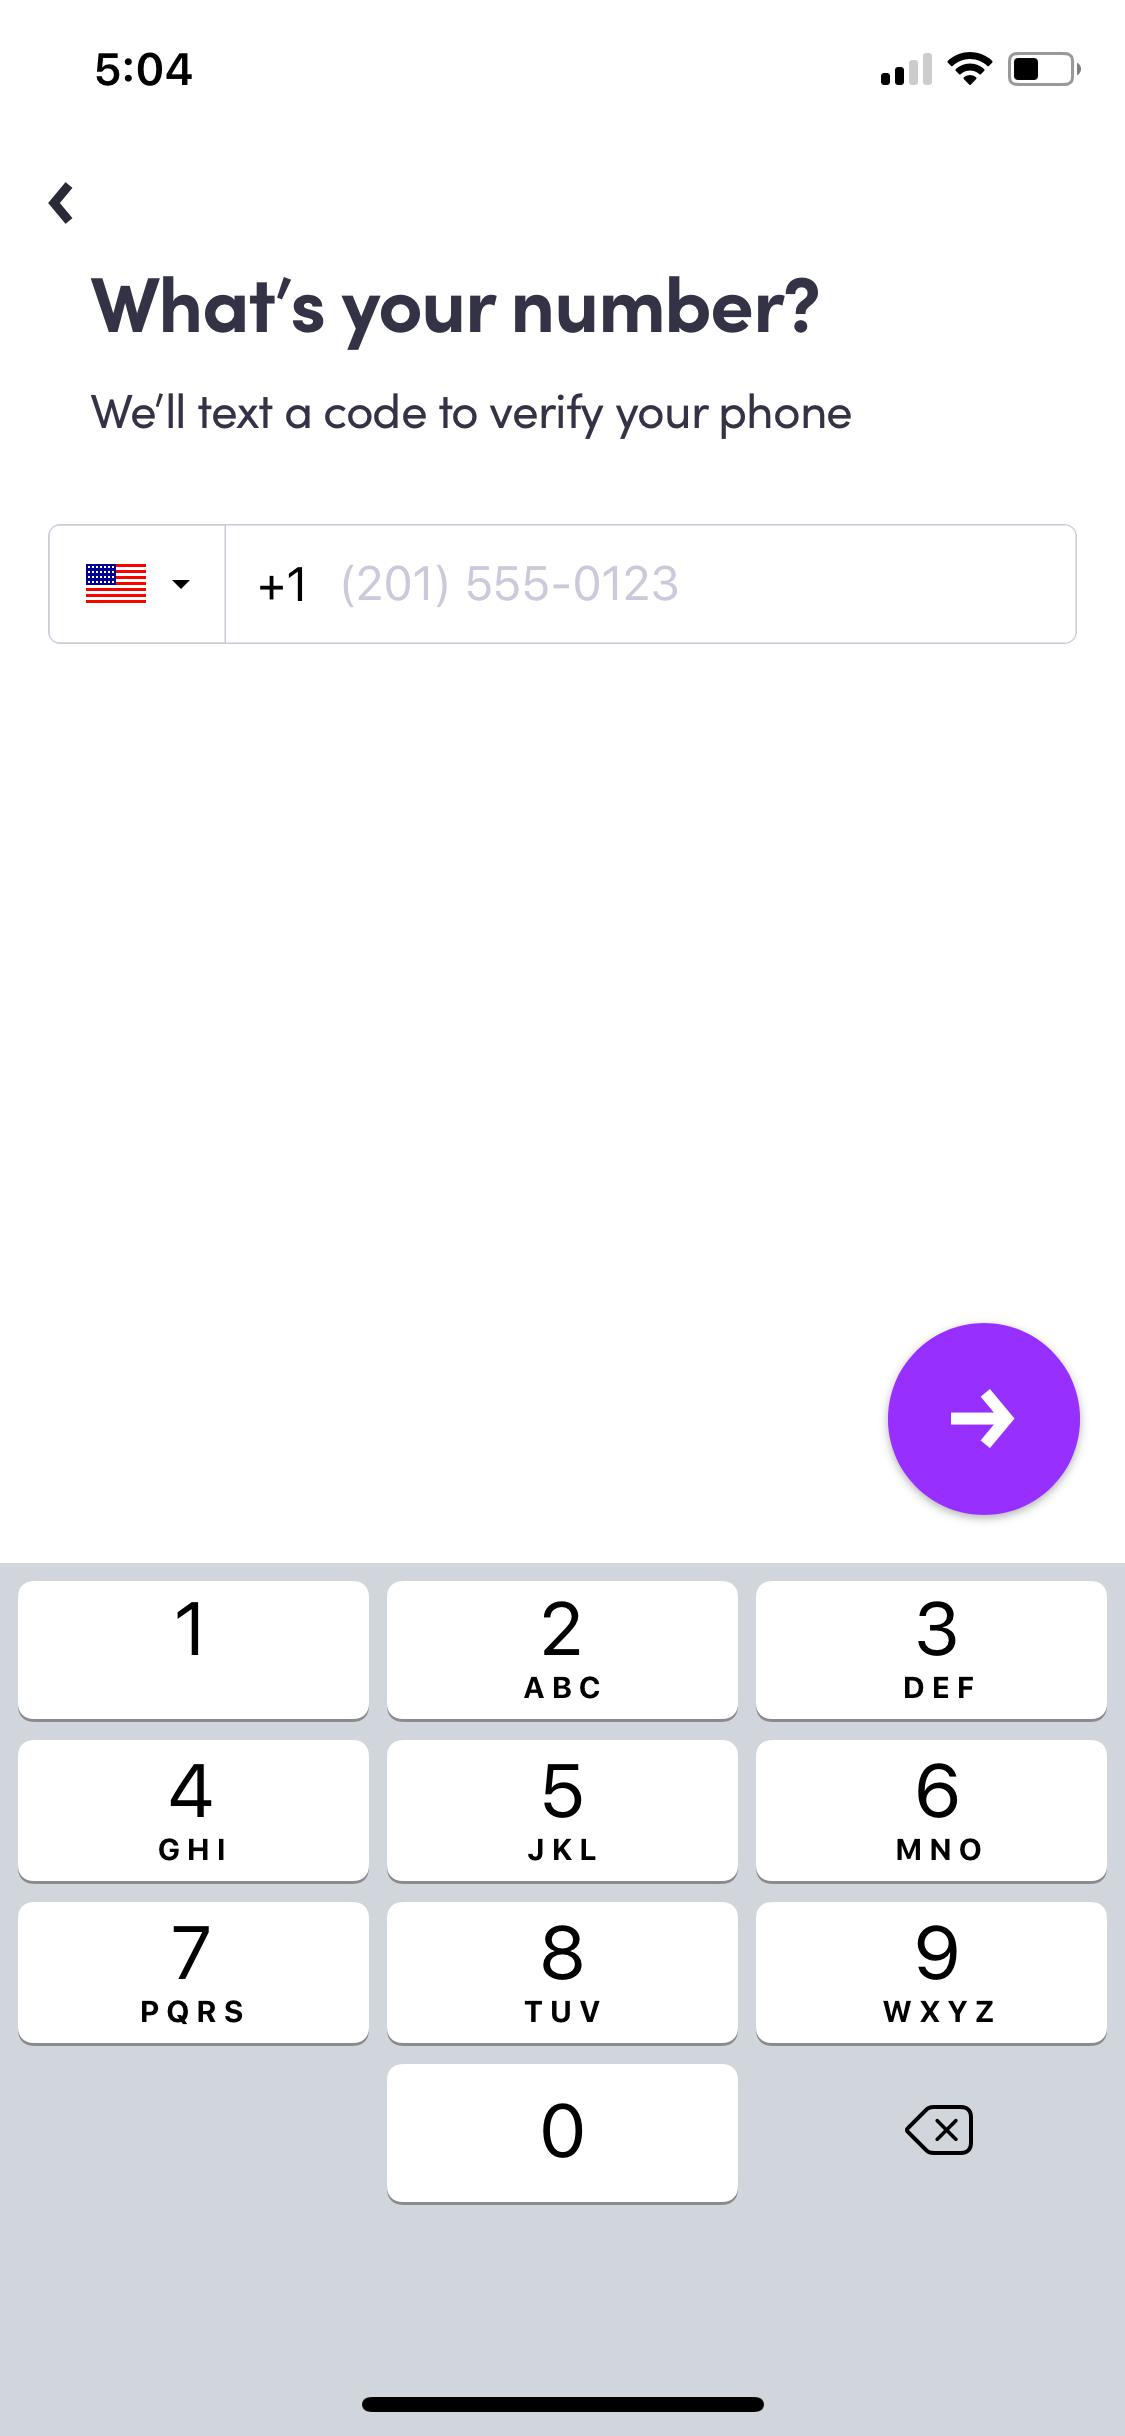 5:04
What's your number?
We'll text a code to verify your phone
+1 (201) 555-0123
1 2 3
ABC DEF
4 5 6
GHI JKL MNO
7 8 9
PQRS TUV WXYZ
0